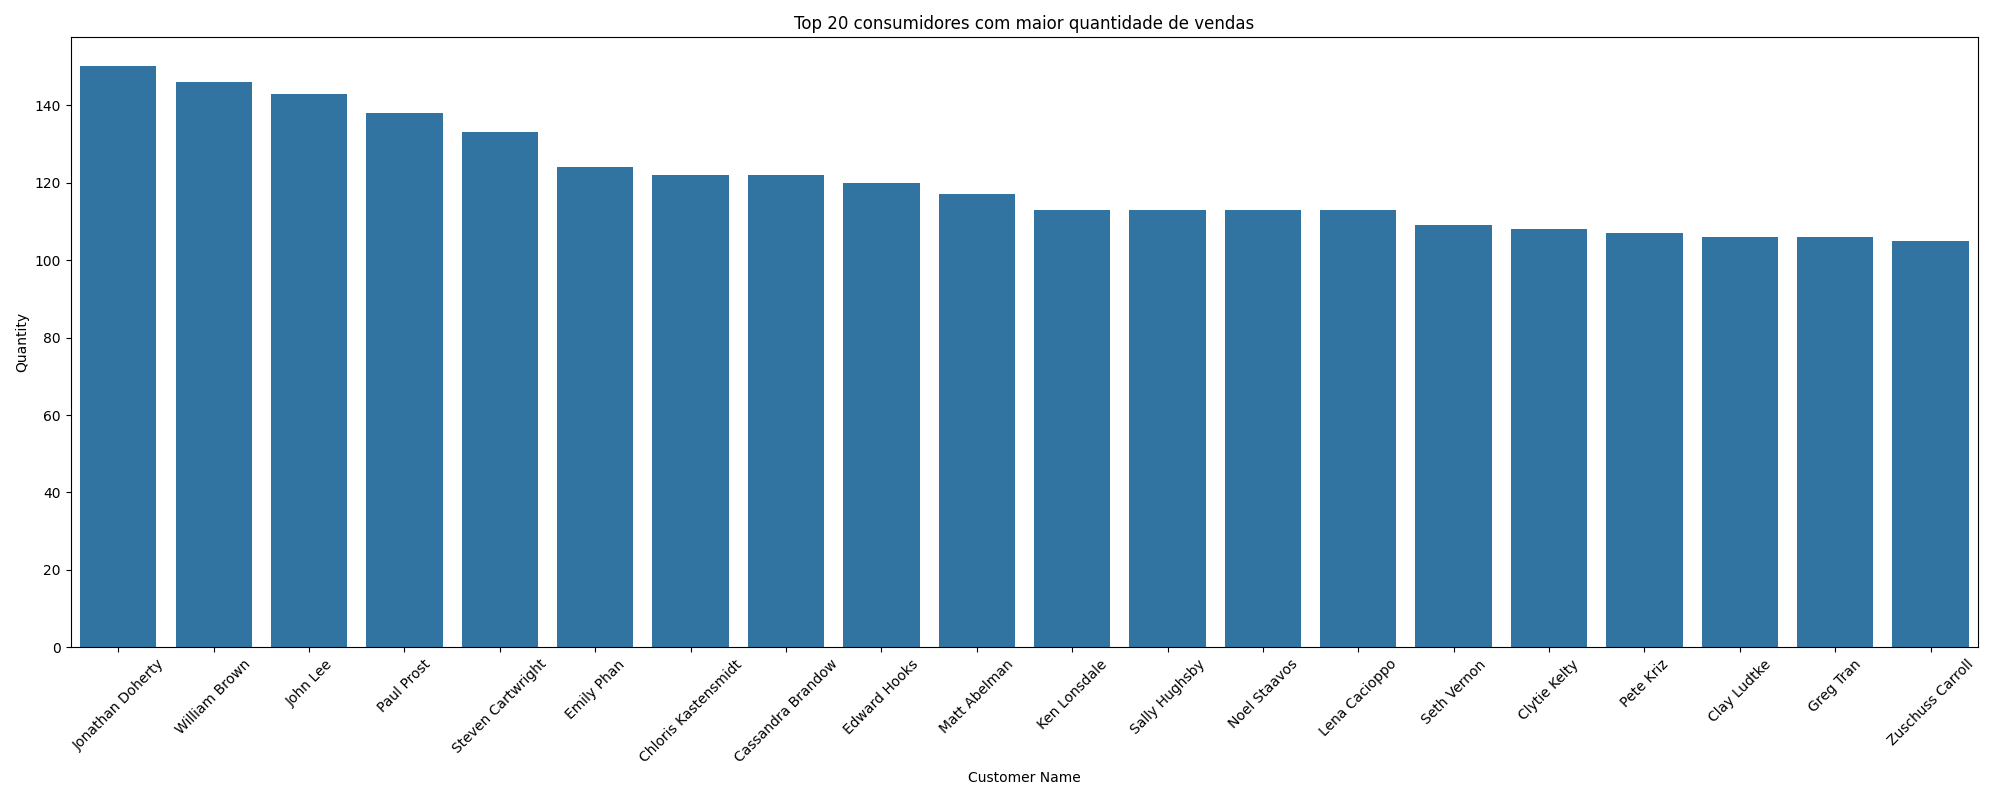 Top 20 consumidores com maior quantidade de vendas
Quantity
140
120
100
80
60
40
20
0
Jonathan Doherty
William Brown
John Lee
Paul Prost
Steven Cartwright
Emily Phan
Chloris Kastensmidt
Cassandra Brandow
Edward Hooks
Matt Abelman
Ken Lonsdale
Sally Hughsby
Noel Staavos
Lena Cacioppo
Seth Vernon
Clytie Kelty
Pete Kriz
Clay Ludtke
Greg Tran
Zuschuss Carroll
Customer Name